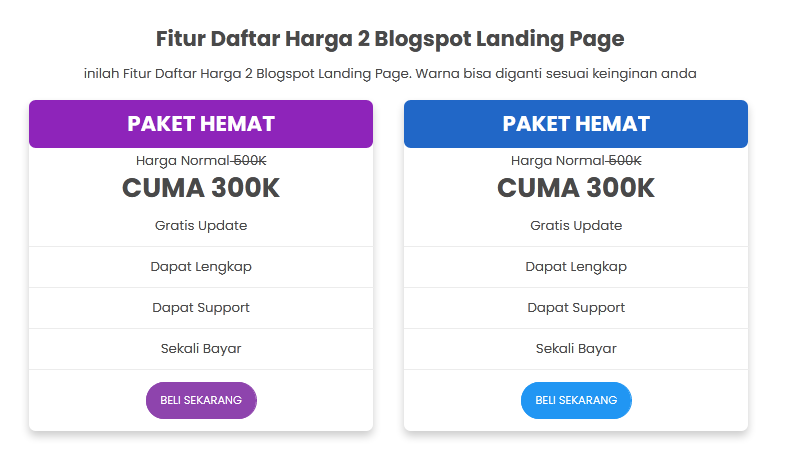 Fitur Daftar Harga 2 Blogspot Landing Page
inilah Fitur Daftar Harga 2 Blogspot Landing Page. Warna bisa diganti sesuai keinginan anda
PAKET HEMAT
Harga Normal 500K
CUMA 300K
Gratis Update
Dapat Lengkap
Dapat Support
Sekali Bayar
BELI SEKARANG
PAKET HEMAT
Harga Normal 500K
CUMA 300K
Gratis Update
Dapat Lengkap
Dapat Support
Sekali Bayar
BELI SEKARANG